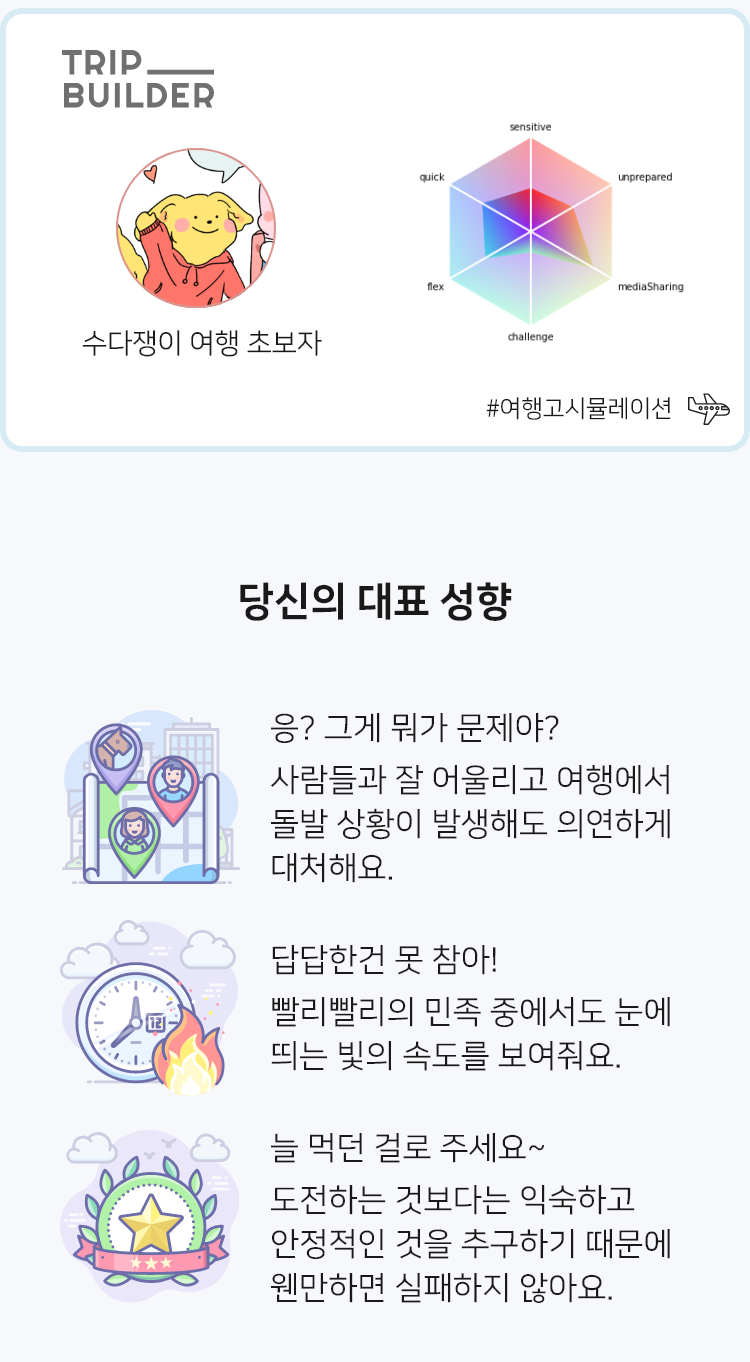 TRIP
BUILDER
sensitive
quick
unprepared
flex
mediaSharing
challenge
수다쟁이 여행 초보자
#여행고시뮬레이션
당신의 대표 성향
응? 그게 뭐가 문제야?
사람들과 잘 어울리고 여행에서
돌발 상황이 발생해도 의연하게
대처해요.
12
답답한건 못 참아!
빨리빨리의 민족 중에서도 눈에
띄는 빛의 속도를 보여줘요.
늘 먹던 걸로 주세요~
도전하는 것보다는 익숙하고
안정적인 것을 추구하기 때문에
웬만하면 실패하지 않아요.